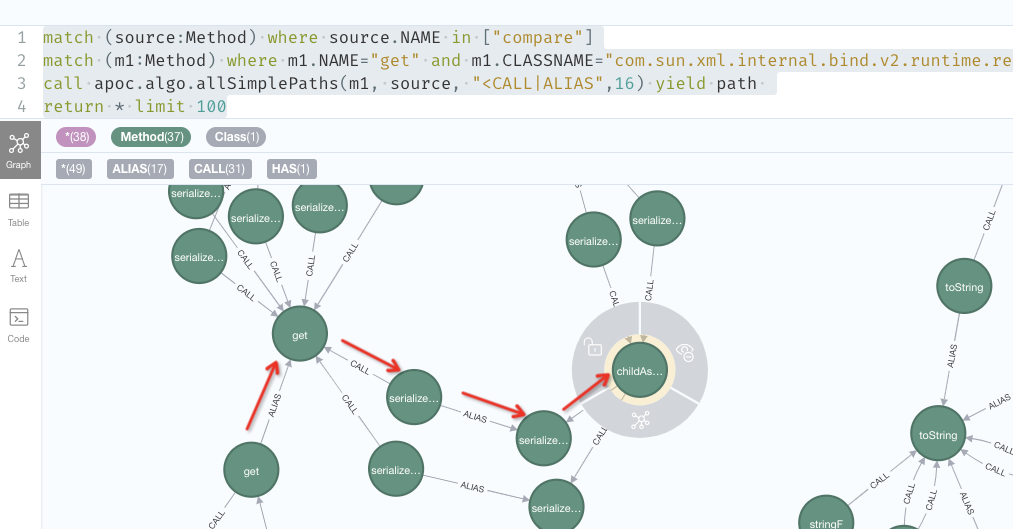 1 match (source:Method) where source.NAME in ["compare"]
2 match (m1:Method) where m1.NAME="get" and m1.CLASSNAME="com.sun.xml.internal.bind.v2.runtime.re
3 call apoc.algo.allSimplePaths(m1, source, "<CALL|ALIAS",16) yield path
4 return * limit 100
*(38) Method(37) Class(1)
*(49) ALIAS(17) CALL(31) HAS(1)
Graph
Table
Text
Code
serialize…
serialize…
serialize…
serialize…
serialize…
serialize…
CALL
CALL
CALL
CALL
CALL
CALL
CALL
CALL
toString
get
CALL
childAs…
ALIAS
serialize…
ALIAS
ALIAS
CALL
ALIAS
serialize…
toString
CALL
CALL
get
serialize…
ALIAS
CALL
CALL
CALL
ALIAS
serialize…
stringF
CALL